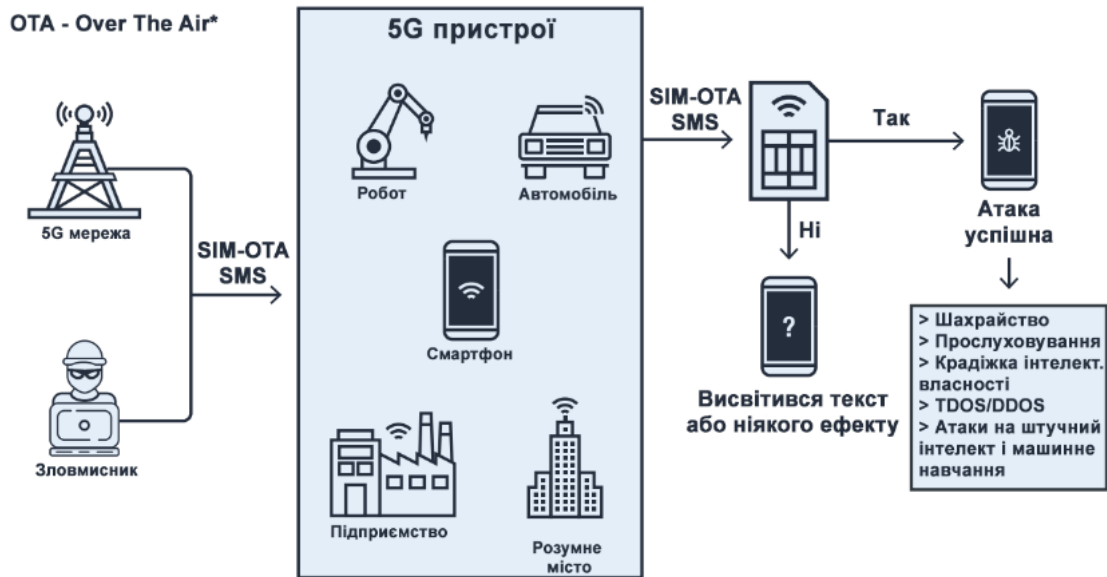 OTA - Over The Air*
5G пристрої
5G мережа
Зловмисник
SIM-OTA
SMS
Робот
Автомобіль
Смартфон
Підприємство
Розумне
місто
SIM-OTA
SMS
Так
Ні
?
Висвітився текст
або ніякого ефекту
Атака
успішна
> Шахрайство
> Прослуховування
> Крадіжка інтелект.
власності
> TDOS/DDOS
> Атаки на штучний
інтелект і машинне
навчання